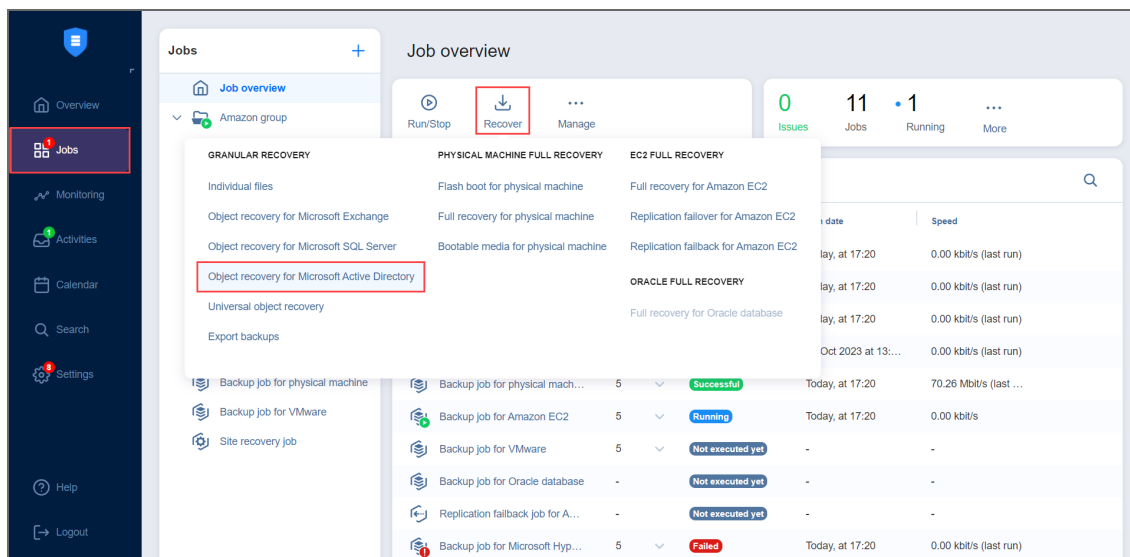 Overview
1
Jobs
Monitoring
1
Activities
Calendar
Search
8
Settings
Help
Logout
Jobs
+
Job overview
Amazon group
Backup job for physical machine
Backup job for VMware
Site recovery job
Job overview
Run/Stop
Recover
Manage
0
Issues
11
Jobs
1
Running
More
GRANULAR RECOVERY
Individual files
Object recovery for Microsoft Exchange
Object recovery for Microsoft SQL Server
Object recovery for Microsoft Active Directory
Universal object recovery
Export backups
PHYSICAL MACHINE FULL RECOVERY
Flash boot for physical machine
Full recovery for physical machine
Bootable media for physical machine
EC2 FULL RECOVERY
Full recovery for Amazon EC2
Replication failover for Amazon EC2
Replication failback for Amazon EC2
ORACLE FULL RECOVERY
Full recovery for Oracle database
date Speed
at 17:20 0.00 kbit/s (last run)
at 17:20 0.00 kbit/s (last run)
at 17:20 0.00 kbit/s (last run)
Oct 2023 at 13:... 0.00 kbit/s (last run)
Backup job for physical mach... 5 Successful Today, at 17:20 70.26 Mbit/s (last ...
Backup job for Amazon EC2 5 Running Today, at 17:20 0.00 kbit/s
Backup job for VMware 5 Not executed yet - -
Backup job for Oracle database - Not executed yet - -
Replication failback job for A... - Not executed yet - -
Backup job for Microsoft Hyp... 5 Failed Today, at 17:20 0.00 kbit/s (last run)